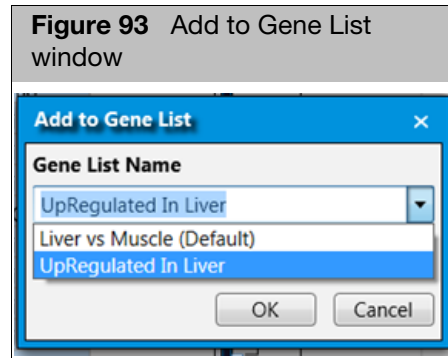 Figure 93 Add to Gene List
window
Add to Gene List
Gene List Name
UpRegulated In Liver
Liver vs Muscle (Default)
UpRegulated In Liver
OK Cancel